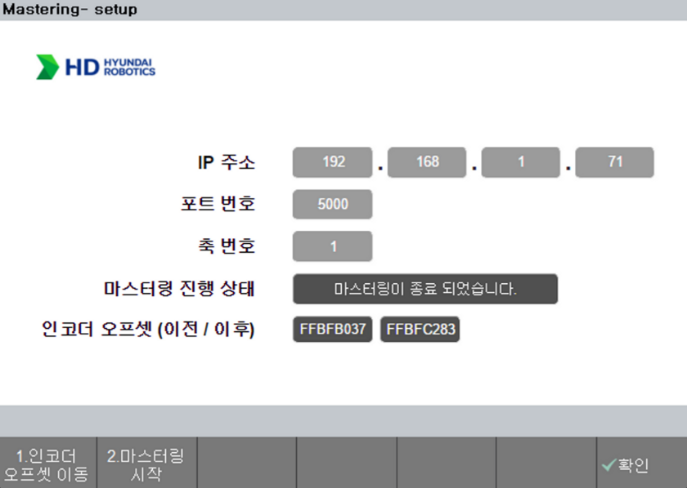 Mastering- setup
HD HYUNDAI ROBOTICS
IP 주소 192 . 168 . 1 . 71
포트 번호 5000
축 번호 1
마스터링 진행 상태 마스터링이 종료 되었습니다.
인코더 오프셋 (이전 / 이후) FFBFB037 FFBFC283
1.인코더 오프셋 이동
2.마스터링 시작
✓확인